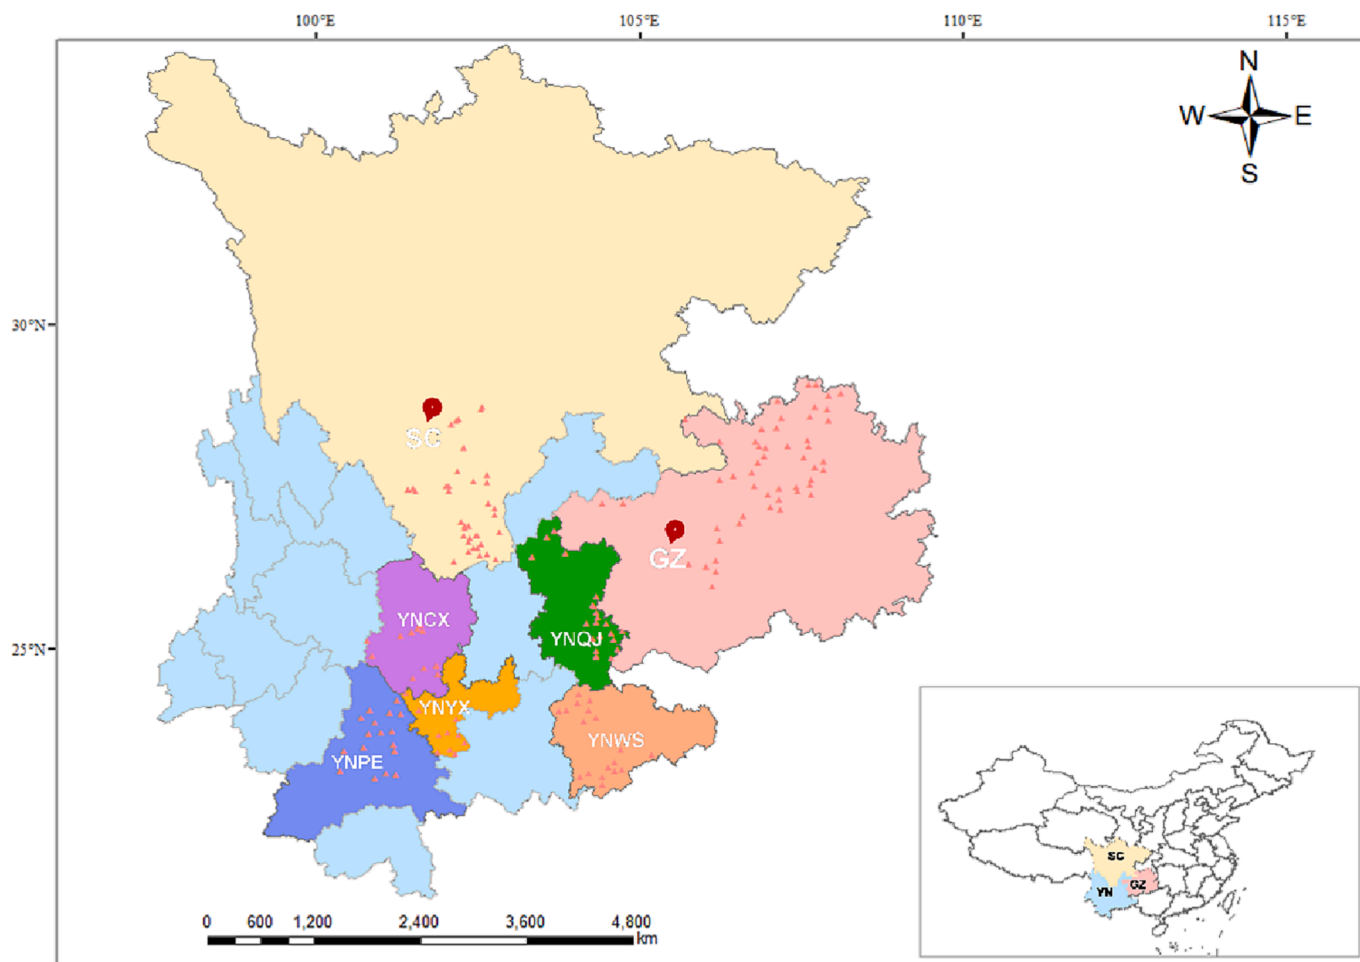 100°E 105°E 110°E 115°E
N
W E
S
30°N
SC
GZ
YNCX
25°N
YNQJ
YNYX
YNWS
YNPE
SC
YN GZ
0 600 1,200 2,400 3,600 4,800
km